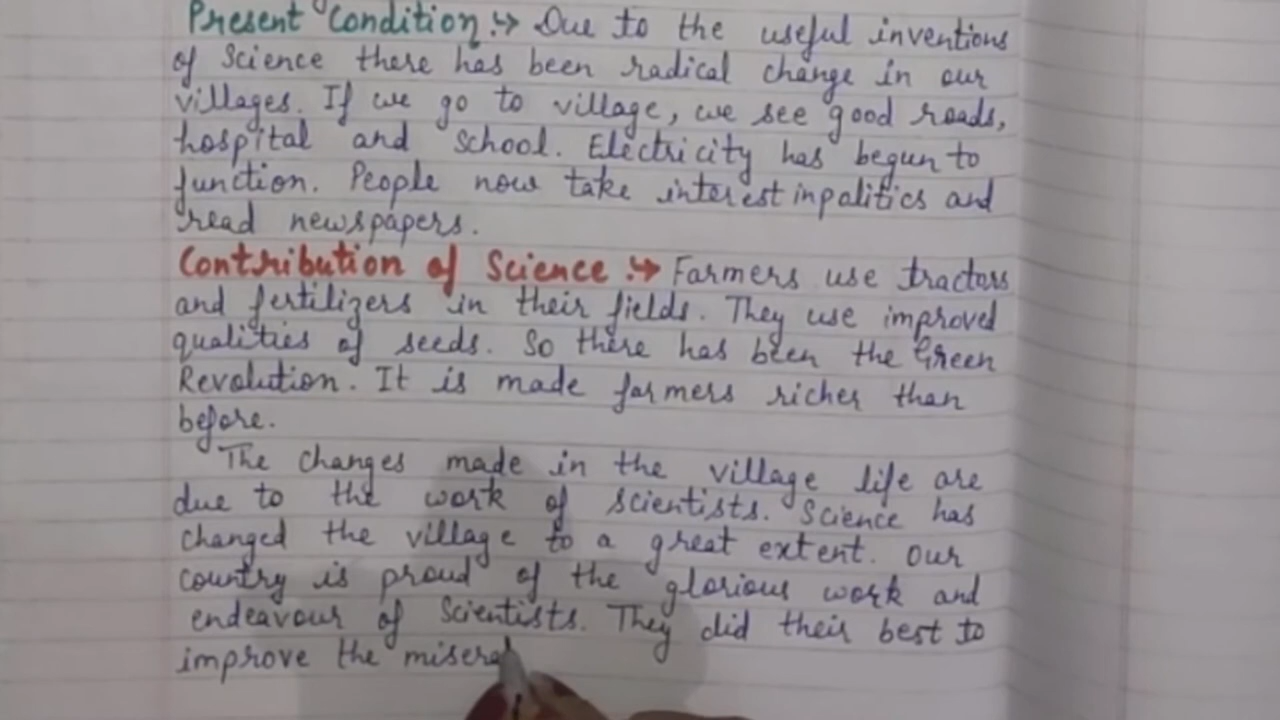 Present Condition :→ Due to the useful inventions
of Science there has been radical change in our
villages. If we go to village, we see good roads,
hospital and School. Electricity has begun to
function. People now take interest in politics and
read newspapers.
Contribution of Science :→ Farmers use tractors
and fertilizers in their fields. They use improved
qualities of seeds. So there has been the Green
Revolution. It is made farmers richer than
before.
The changes made in the village life are
due to the work of scientists. Science has
changed the village to a great extent. Our
country is proud of the glorious work and
endeavour of Scientists. They did their best to
improve the misera